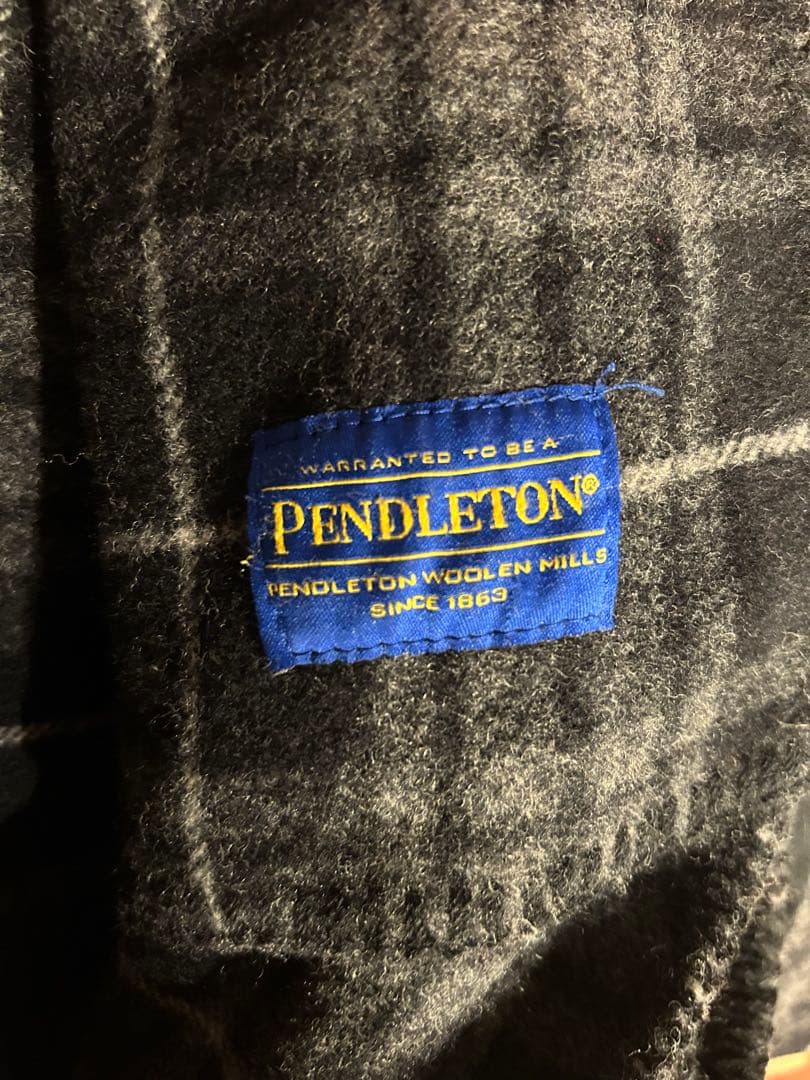 WARRANTED TO BE A
PENDLETON®
PENDLETON WOOLEN MILLS
SINCE 1863